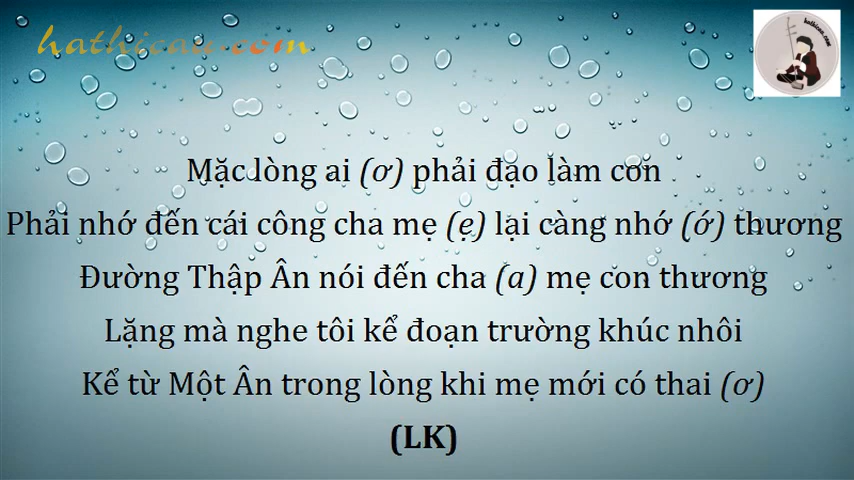 hathicau.com
hathicau.com
Mặc lòng ai (ơ) phải đạo làm con
Phải nhớ đến cái công cha mẹ (ẹ) lại càng nhớ (ớ) thương
Đường Thập Ân nói đến cha (a) mẹ con thương
Lặng mà nghe tôi kể đoạn trường khúc nhôi
Kể từ Một Ân trong lòng khi mẹ mới có thai (ơ)
(LK)